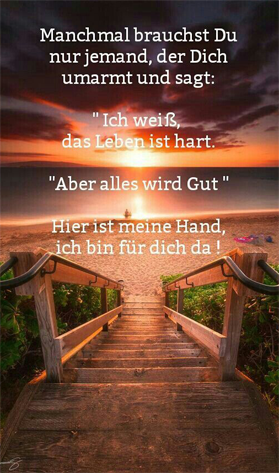 Manchmal brauchst Du
nur jemand, der Dich
umarmt und sagt:
" Ich weiß,
das Leben ist hart.
"Aber alles wird Gut "
Hier ist meine Hand,
ich bin für dich da !